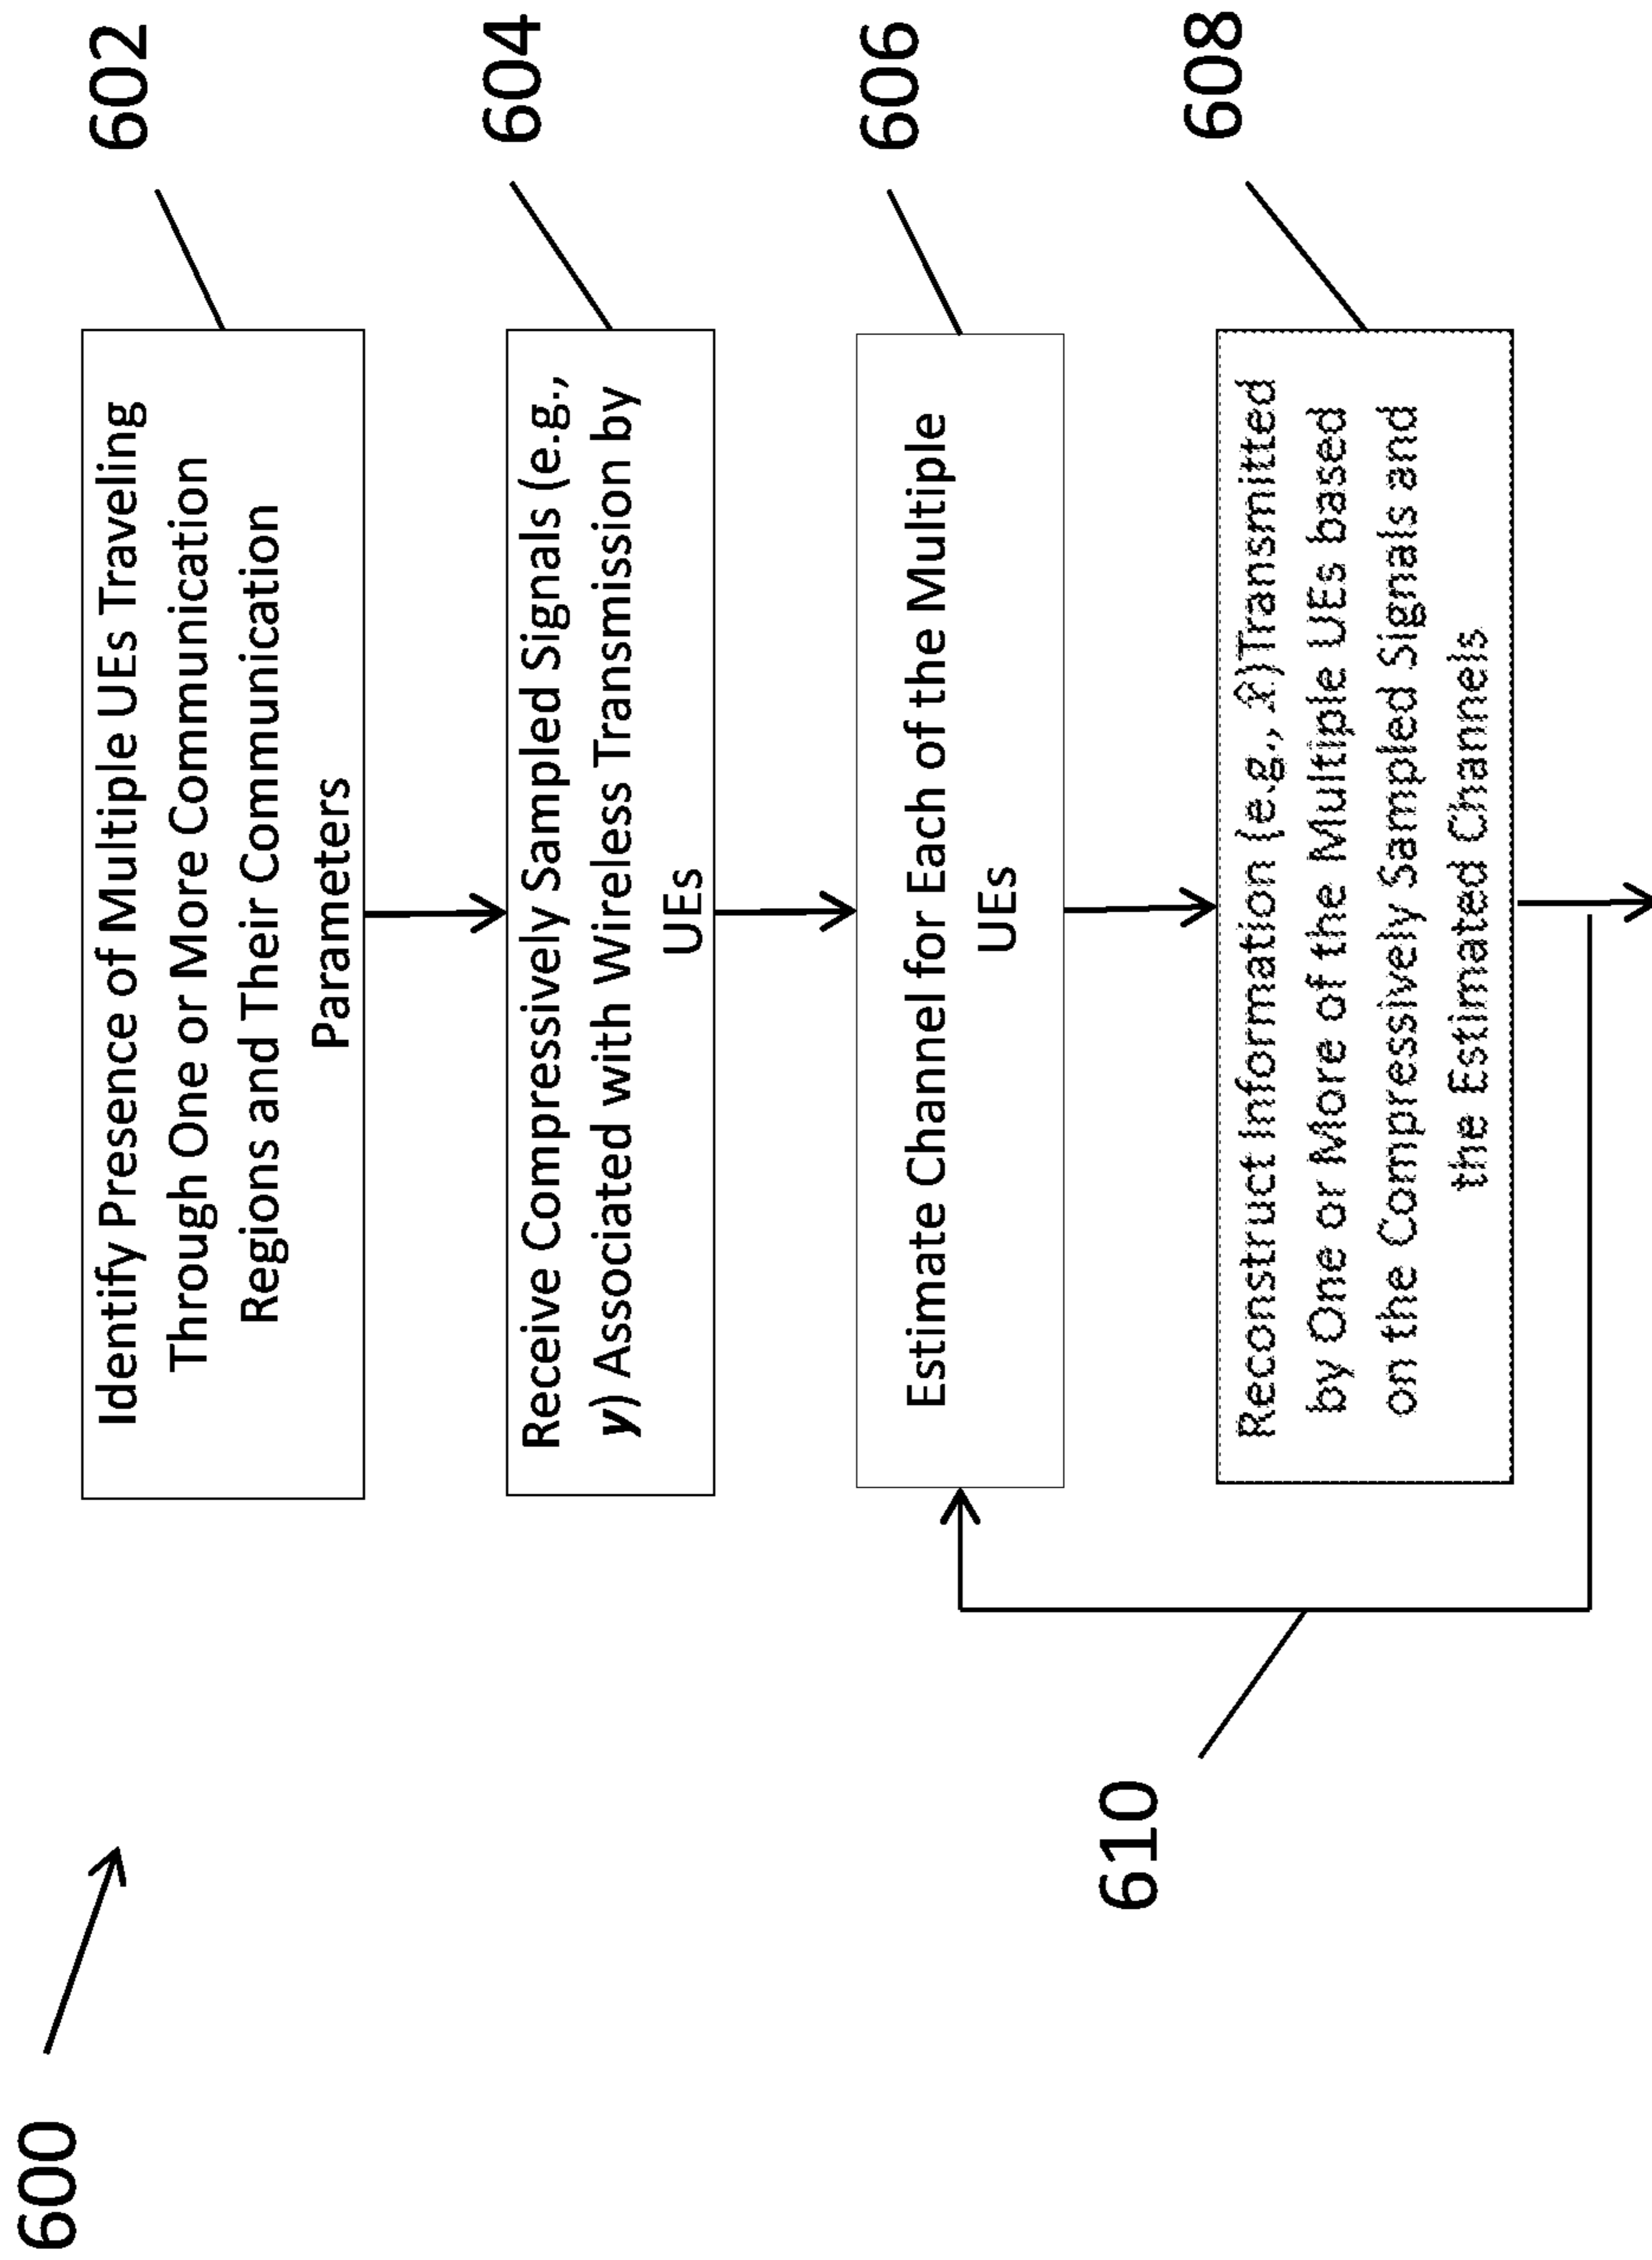 600
602
Identify Presence of Multiple UEs Traveling
Through One or More Communication
Regions and Their Communication
Parameters
604
Receive Compressively Sampled Signals (e.g.,
y) Associated with Wireless Transmission by
UEs
606
Estimate Channel for Each of the Multiple
UEs
608
Reconstruct Information (e.g., x̂)Transmitted
by One or More of the Multiple UEs based
on the Compressively Sampled Signals and
the Estimated Channels
610